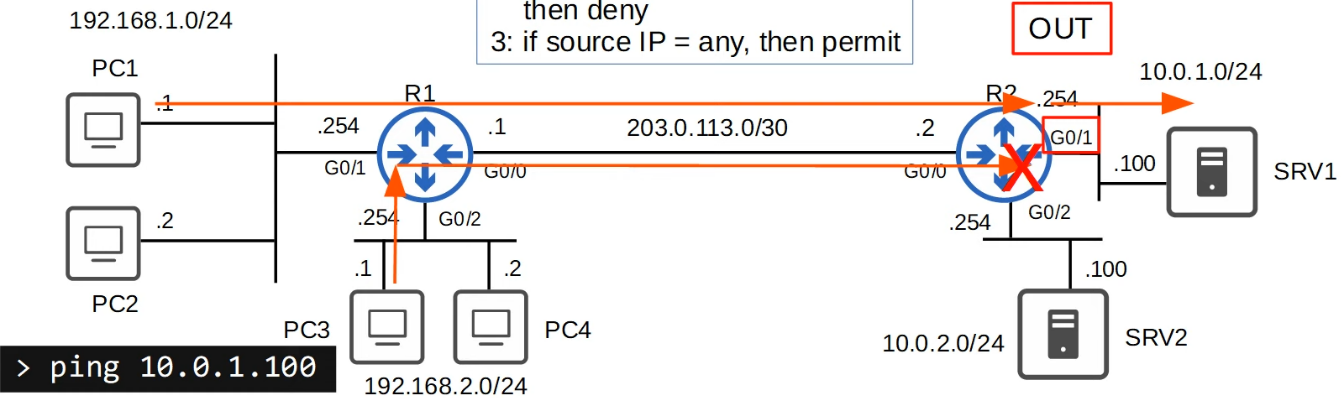 then deny
3: if source IP = any, then permit
OUT
192.168.1.0/24
PC1
.1
R1
.254
G0/1
.1
G0/0
203.0.113.0/30
.2
G0/0
R2
.254
G0/1
10.0.1.0/24
.100
SRV1
.2
PC2
.254
G0/2
.1
.2
PC3
PC4
192.168.2.0/24
.254
G0/2
.100
10.0.2.0/24
SRV2
> ping 10.0.1.100